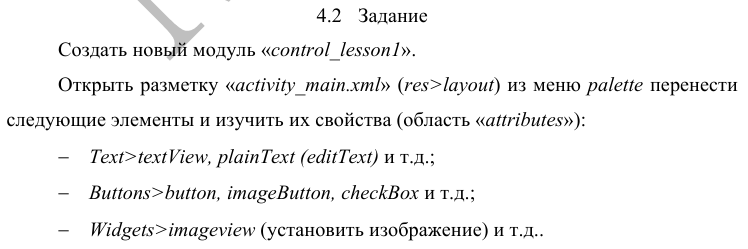 4.2 Задание
Создать новый модуль «control_lesson1».
Открыть разметку «activity_main.xml» (res>layout) из меню palette перенести
следующие элементы и изучить их свойства (область «attributes»):
– Text>textView, plainText (editText) и т.д.;
– Buttons>button, imageButton, checkBox и т.д.;
– Widgets>imageview (установить изображение) и т.д..